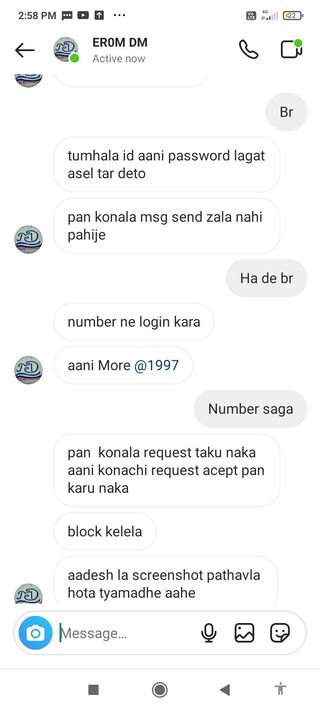 2:58 PM
22
EROM DM
Active now
Br
tumhala id aani password lagat
asel tar deto
pan konala msg send zala nahi
pahije
Ha de br
number ne login kara
aani More @1997
Number saga
pan konala request taku naka
aani konachi request acept pan
karu naka
block kelela
aadesh la screenshot pathavla
hota tyamadhe aahe
Message...